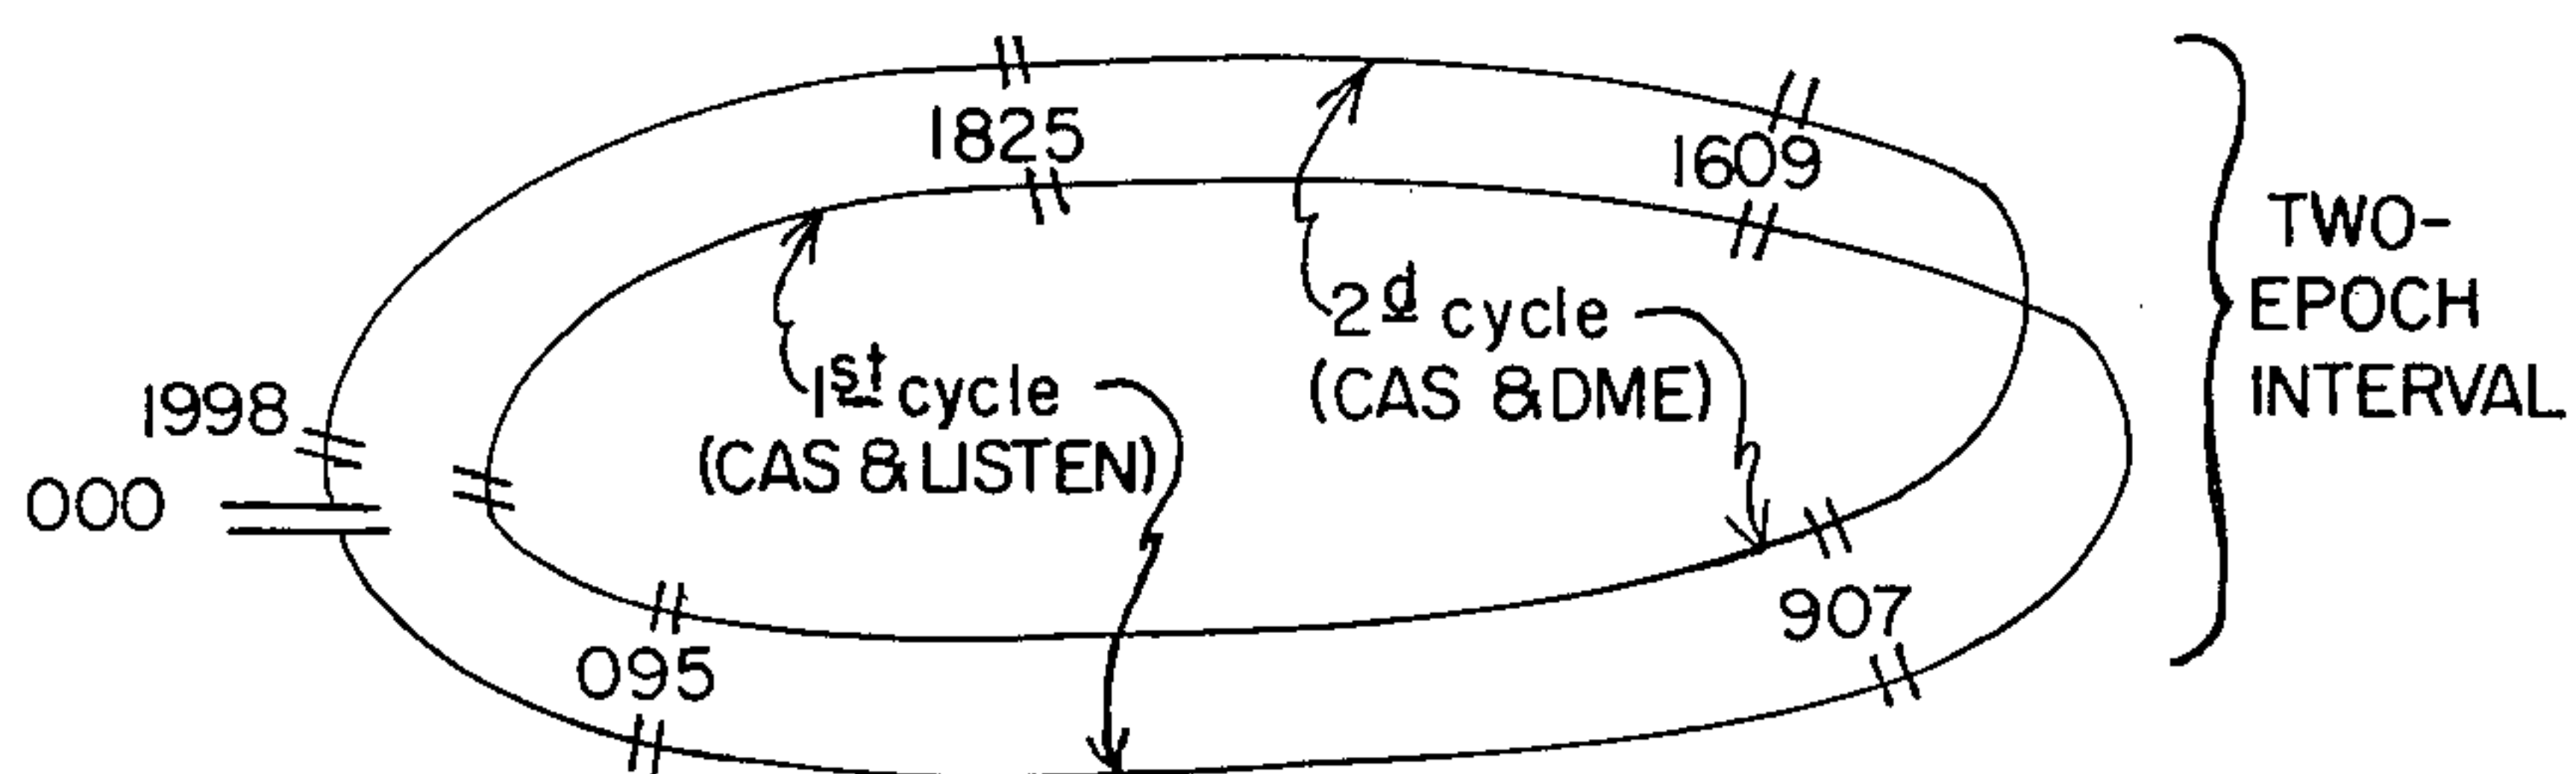 1825
1609
TWO-
EPOCH
INTERVAL
2d cycle
(CAS & DME)
1st cycle
(CAS & LISTEN)
1998
000
907
095